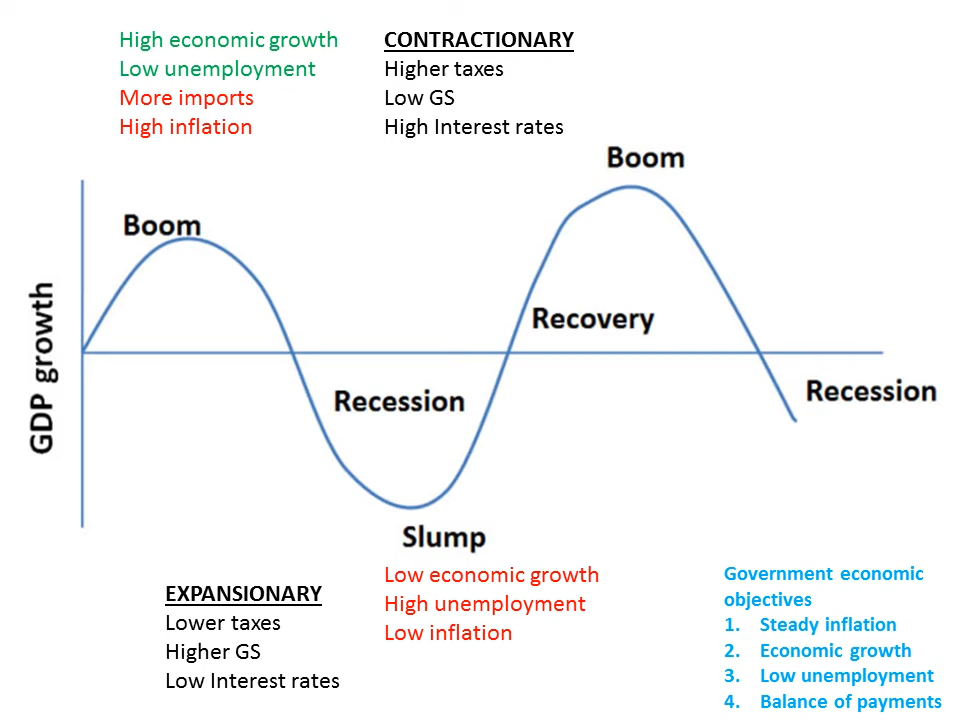 High economic growth
Low unemployment
More imports
High inflation
CONTRACTIONARY
Higher taxes
Low GS
High Interest rates
Boom
Boom
GDP growth
Recovery
Recession
Recession
Slump
EXPANSIONARY
Lower taxes
Higher GS
Low Interest rates
Low economic growth
High unemployment
Low inflation
Government economic
objectives
1. Steady inflation
2. Economic growth
3. Low unemployment
4. Balance of payments